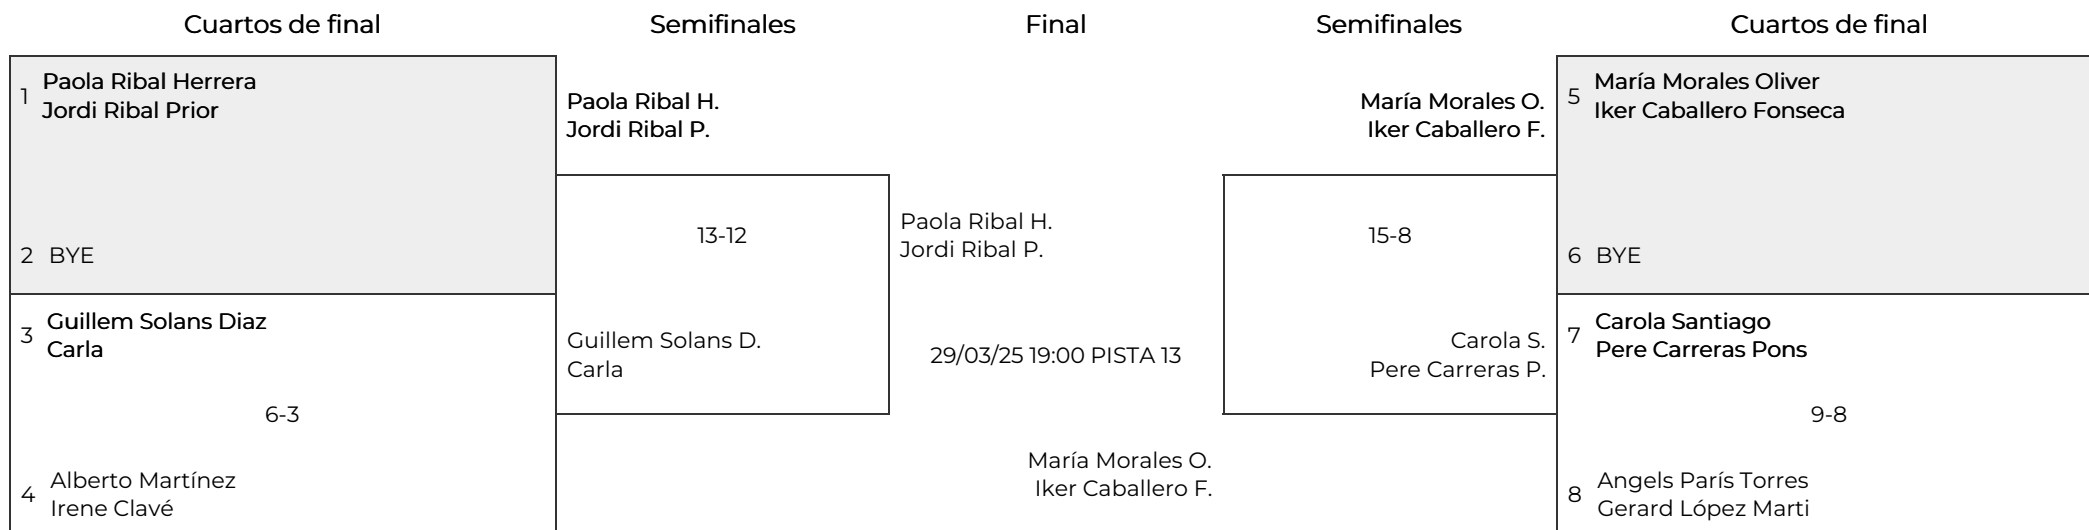 Cuartos de final
Semifinales
Final
Semifinales
Cuartos de final
1
Paola Ribal Herrera
Jordi Ribal Prior
2 BYE
3
Guillem Solans Diaz
Carla
6-3
4
Alberto Martínez
Irene Clavé
Paola Ribal H.
Jordi Ribal P.
13-12
Guillem Solans D.
Carla
Paola Ribal H.
Jordi Ribal P.
29/03/25 19:00 PISTA 13
María Morales O.
Iker Caballero F.
María Morales O.
Iker Caballero F.
15-8
Carola S.
Pere Carreras P.
5
María Morales Oliver
Iker Caballero Fonseca
6 BYE
7
Carola Santiago
Pere Carreras Pons
9-8
8
Angels París Torres
Gerard López Marti